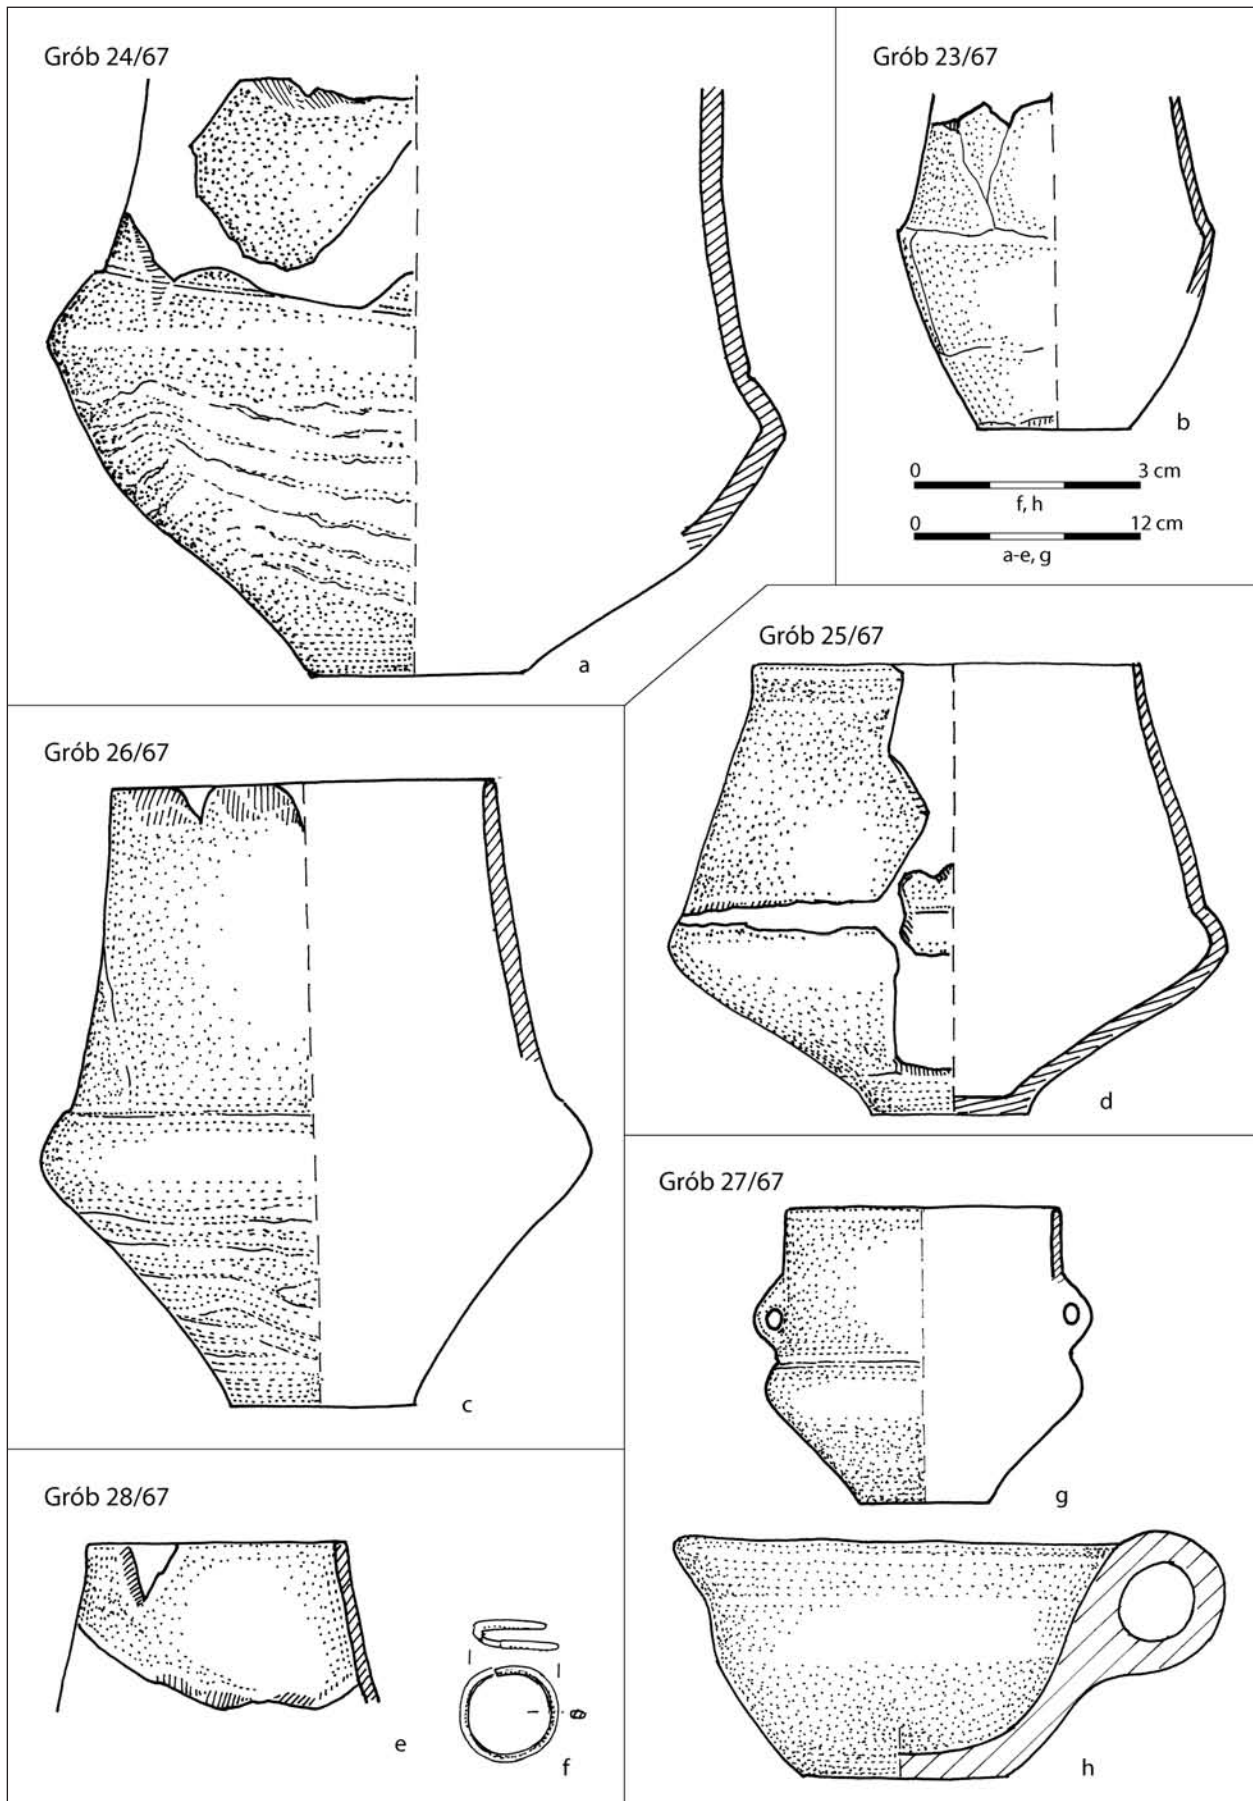 Grób 24/67
a
Grób 23/67
b
0 3 cm
f, h
0 12 cm
a-e, g
Grób 25/67
d
Grób 26/67
c
Grób 27/67
g
h
Grób 28/67
e
f